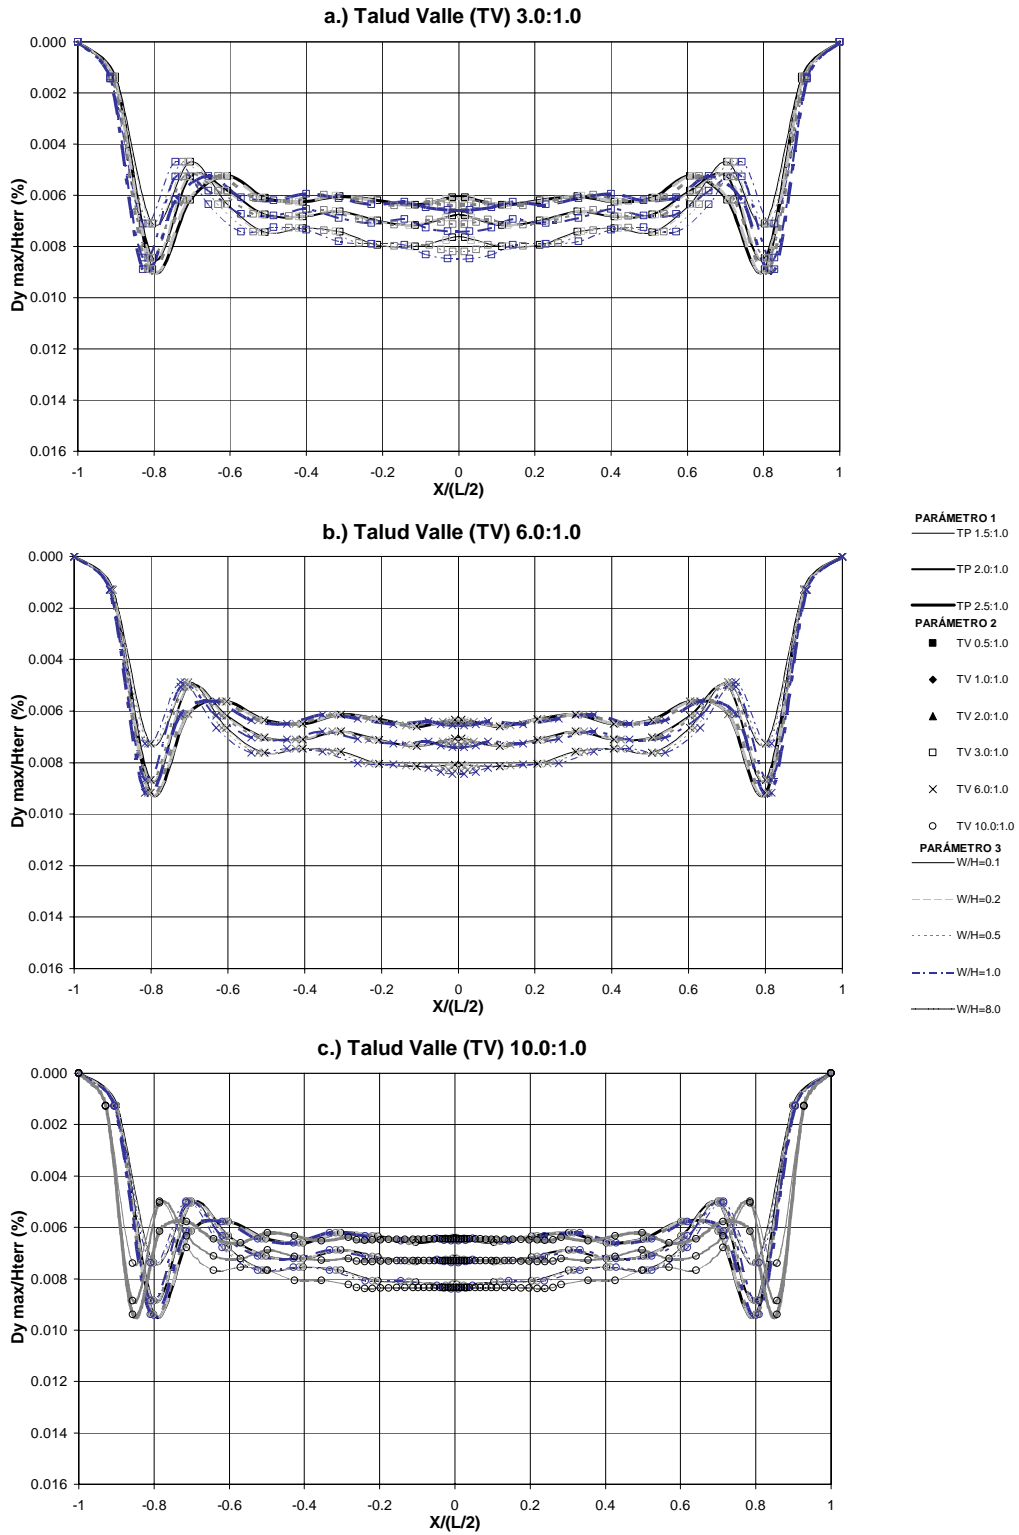 a.) Talud Valle (TV) 3.0:1.0
0.000
0.002
0.004
0.006
0.008
0.010
0.012
0.014
0.016
Dy max/Hterr (%)
-1 -0.8 -0.6 -0.4 -0.2 0 0.2 0.4 0.6 0.8 1
X/(L/2)
b.) Talud Valle (TV) 6.0:1.0
0.000
0.002
0.004
0.006
0.008
0.010
0.012
0.014
0.016
Dy max/Hterr (%)
-1 -0.8 -0.6 -0.4 -0.2 0 0.2 0.4 0.6 0.8 1
X/(L/2)
PARÁMETRO 1
TP 1.5:1.0
TP 2.0:1.0
TP 2.5:1.0
PARÁMETRO 2
TV 0.5:1.0
TV 1.0:1.0
TV 2.0:1.0
TV 3.0:1.0
TV 6.0:1.0
TV 10.0:1.0
PARÁMETRO 3
W/H=0.1
W/H=0.2
W/H=0.5
W/H=1.0
W/H=8.0
c.) Talud Valle (TV) 10.0:1.0
0.000
0.002
0.004
0.006
0.008
0.010
0.012
0.014
0.016
Dy max/Hterr (%)
-1 -0.8 -0.6 -0.4 -0.2 0 0.2 0.4 0.6 0.8 1
X/(L/2)